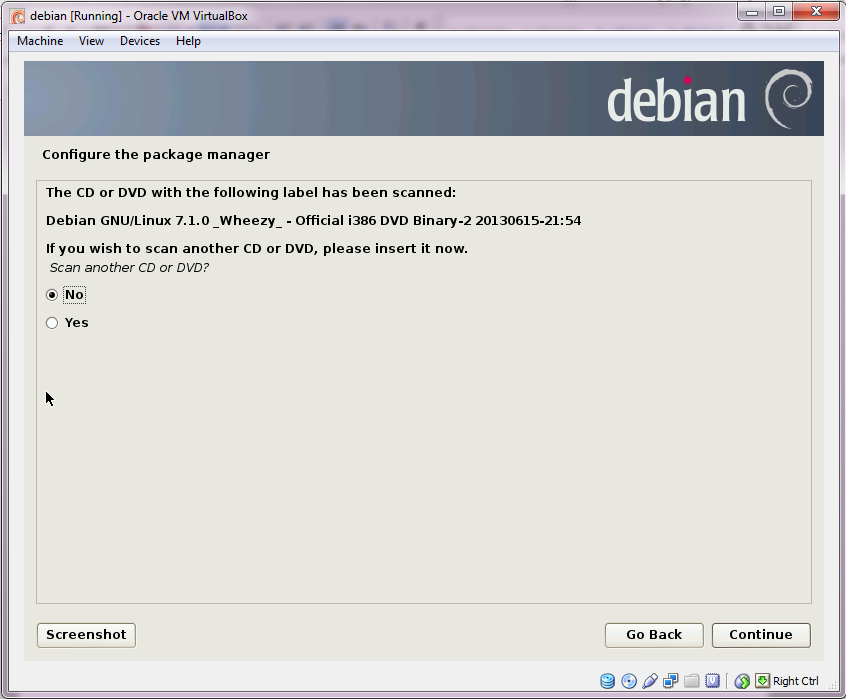 debian [Running] - Oracle VM VirtualBox
Machine View Devices Help
debian
Configure the package manager
The CD or DVD with the following label has been scanned:
Debian GNU/Linux 7.1.0 _Wheezy_ - Official i386 DVD Binary-2 20130615-21:54
If you wish to scan another CD or DVD, please insert it now.
Scan another CD or DVD?
No
Yes
Screenshot Go Back Continue
Right Ctrl